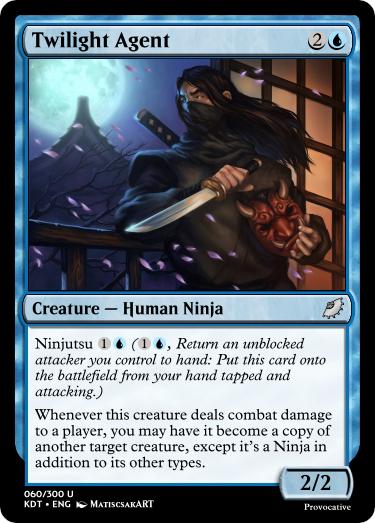 Twilight Agent 2
Creature — Human Ninja
Ninjutsu 1 (1 , Return an unblocked
attacker you control to hand: Put this card onto
the battlefield from your hand tapped and
attacking.)
Whenever this creature deals combat damage
to a player, you may have it become a copy of
another target creature, except it's a Ninja in
addition to its other types.
2/2
060/300 U
KDT • ENG MatiscsakART
Provocative